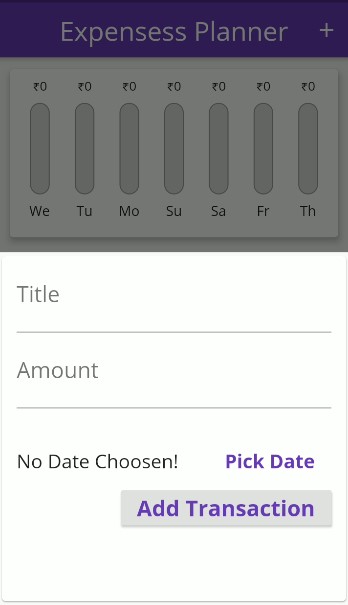 Expensess Planner +
₹0 ₹0 ₹0 ₹0 ₹0 ₹0 ₹0
We Tu Mo Su Sa Fr Th
Title
Amount
No Date Choosen! Pick Date
Add Transaction